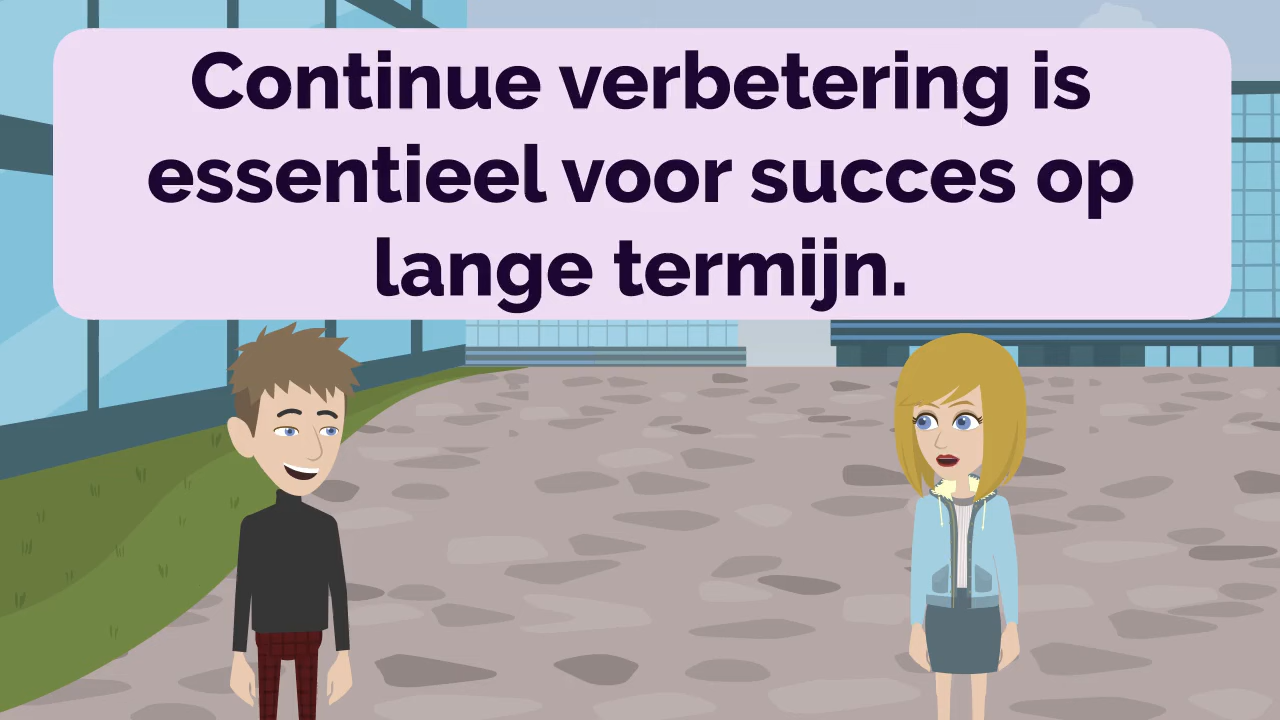 Continue verbetering is
essentieel voor succes op
lange termijn.